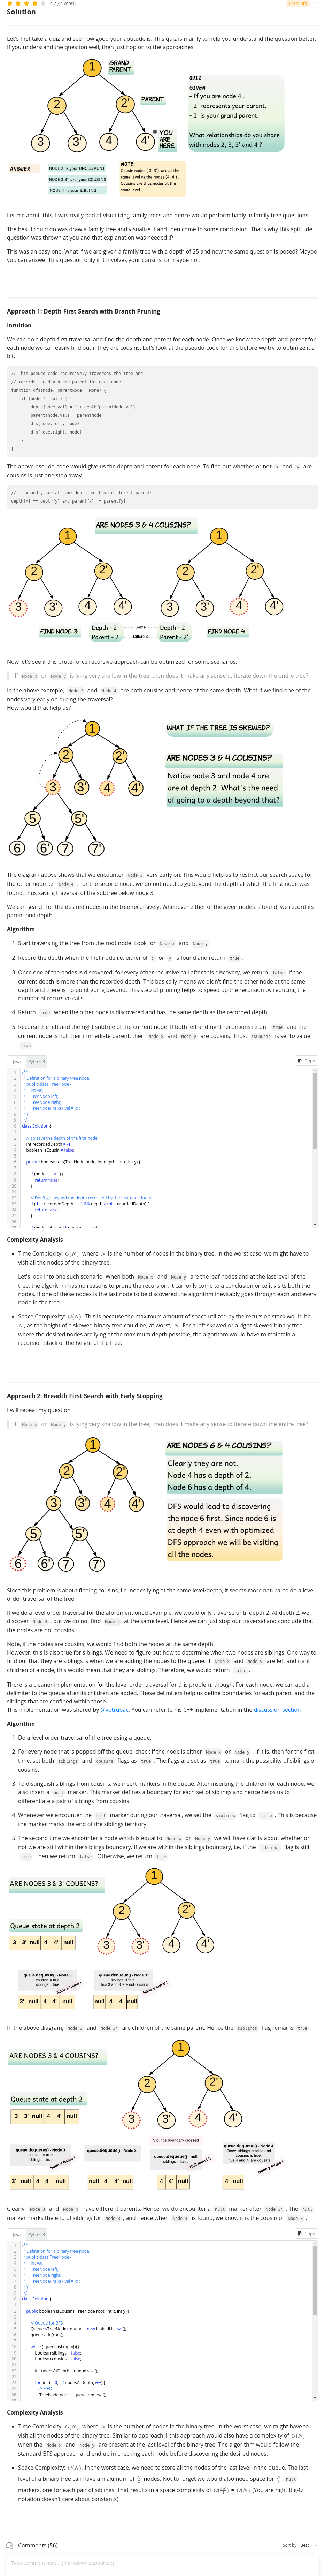 4.2 (44 votes)
Premium
Solution
Let's first take a quiz and see how good your aptitude is. This quiz is mainly to help you understand the question better.
If you understand the question well, then just hop on to the approaches.
1
GRAND
PARENT
2
2'
PARENT
3
3'
4
4'
YOU
ARE
HERE
QUIZ
GIVEN
- If you are node 4'.
- 2' represents your parent.
- 1' is your grand parent.
What relationships do you share
with nodes 2, 3, 3' and 4 ?
ANSWER
NODE 2 is your UNCLE/AUNT
NODE 3,3' are your COUSINS
NODE 4 is your SIBLING
NOTE:
Cousin nodes ( 3, 3') are at the
same level as the nodes (4, 4').
Cousins are thus nodes at the
same level.
Let me admit this, I was really bad at visualizing family trees and hence would perform badly in family tree questions.
The best I could do was draw a family tree and visualize it and then come to some conclusion. That's why this aptitude
question was thrown at you and that explanation was needed :P
This was an easy one. What if we are given a family tree with a depth of 25 and now the same question is posed? Maybe
you can answer this question only if it involves your cousins, or maybe not.
Approach 1: Depth First Search with Branch Pruning
Intuition
We can do a depth-first traversal and find the depth and parent for each node. Once we know the depth and parent for
each node we can easily find out if they are cousins. Let's look at the pseudo-code for this before we try to optimize it a
bit.
// This pseudo-code recursively traverses the tree and
// records the depth and parent for each node.
function dfs(node, parentNode = None) {
if (node != null) {
depth[node.val] = 1 + depth[parentNode.val]
parent[node.val] = parentNode
dfs(node.left, node)
dfs(node.right, node)
}
}
The above pseudo-code would give us the depth and parent for each node. To find out whether or not x and y are
cousins is just one step away.
// If x and y are at same depth but have different parents.
depth[x] == depth[y] and parent[x] != parent[y]
ARE NODES 3 & 4 COUSINS?
1
1
2
2'
2
2'
3
3'
4
4'
3
3'
4
4'
FIND NODE 3
Depth - 2
Parent - 2
Same
Different
Depth - 2
Parent - 2'
FIND NODE 4
Now let's see if this brute-force recursive approach can be optimized for some scenarios.
If Node x or Node y is lying very shallow in the tree, then does it make any sense to iterate down the entire tree?
In the above example, Node 3 and Node 4 are both cousins and hence at the same depth. What if we find one of the
nodes very early on during the traversal?
How would that help us?
1
WHAT IF THE TREE IS SKEWED?
2
2'
3
3'
4
4'
ARE NODES 3 & 4 COUSINS?
Notice node 3 and node 4 are
are at depth 2. What's the need
of going to a depth beyond that?
5
5'
6
6'
7
7'
The diagram above shows that we encounter Node 3 very early on. This would help us to restrict our search space for
the other node i.e. Node 4 . For the second node, we do not need to go beyond the depth at which the first node was
found, thus saving traversal of the subtree below node 3.
We can search for the desired nodes in the tree recursively. Whenever either of the given nodes is found, we record its
parent and depth.
Algorithm
1. Start traversing the tree from the root node. Look for Node x and Node y .
2. Record the depth when the first node i.e. either of x or y is found and return true .
3. Once one of the nodes is discovered, for every other recursive call after this discovery, we return false if the
current depth is more than the recorded depth. This basically means we didn't find the other node at the same
depth and there is no point going beyond. This step of pruning helps to speed up the recursion by reducing the
number of recursive calls.
4. Return true when the other node is discovered and has the same depth as the recorded depth.
5. Recurse the left and the right subtree of the current node. If both left and right recursions return true and the
current node is not their immediate parent, then Node x and Node y are cousins. Thus, isCousin is set to value
true .
Java
Python3
Copy
1 /**
2 * Definition for a binary tree node.
3 * public class TreeNode {
4 * int val;
5 * TreeNode left;
6 * TreeNode right;
7 * TreeNode(int x) { val = x; }
8 * }
9 */
10 class Solution {
11
12 // To save the depth of the first node.
13 int recordedDepth = -1;
14 boolean isCousin = false;
15
16 private boolean dfs(TreeNode node, int depth, int x, int y) {
17
18 if (node == null) {
19 return false;
20 }
21
22 // Don't go beyond the depth restricted by the first node found.
23 if (this.recordedDepth != -1 && depth > this.recordedDepth) {
24 return false;
25 }
26
Complexity Analysis
• Time Complexity: O(N), where N is the number of nodes in the binary tree. In the worst case, we might have to
visit all the nodes of the binary tree.
Let's look into one such scenario. When both Node x and Node y are the leaf nodes and at the last level of the
tree, the algorithm has no reasons to prune the recursion. It can only come to a conclusion once it visits both the
nodes. If one of these nodes is the last node to be discovered the algorithm inevitably goes through each and every
node in the tree.
• Space Complexity: O(N). This is because the maximum amount of space utilized by the recursion stack would be
N, as the height of a skewed binary tree could be, at worst, N. For a left skewed or a right skewed binary tree,
where the desired nodes are lying at the maximum depth possible, the algorithm would have to maintain a
recursion stack of the height of the tree.
Approach 2: Breadth First Search with Early Stopping
I will repeat my question
If Node x or Node y is lying very shallow in the tree, then does it make any sense to iterate down the entire tree?
1
2
2'
3
3'
4
4'
5
5'
6
6'
7
7'
ARE NODES 6 & 4 COUSINS?
Clearly they are not.
Node 4 has a depth of 2.
Node 6 has a depth of 4.
DFS would lead to discovering
the node 6 first. Since node 6 is
at depth 4 even with optimized
DFS approach we will be visiting
all the nodes.
Since this problem is about finding cousins, i.e. nodes lying at the same level/depth, it seems more natural to do a level
order traversal of the tree.
If we do a level order traversal for the aforementioned example, we would only traverse until depth 2. At depth 2, we
discover Node 4 , but we do not find Node 6 at the same level. Hence we can just stop our traversal and conclude that
the nodes are not cousins.
Note, if the nodes are cousins, we would find both the nodes at the same depth.
However, this is also true for siblings. We need to figure out how to determine when two nodes are siblings. One way to
find out that they are siblings is when we are adding the nodes to the queue. If Node x and Node y are left and right
children of a node, this would mean that they are siblings. Therefore, we would return false .
There is a cleaner implementation for the level order traversal for this problem, though. For each node, we can add a
delimiter to the queue after its children are added. These delimiters help us define boundaries for each parent and the
siblings that are confined within those.
This implementation was shared by @votrubac. You can refer to his C++ implementation in the discussion section
Algorithm
1. Do a level order traversal of the tree using a queue.
2. For every node that is popped off the queue, check if the node is either Node x or Node y . If it is, then for the first
time, set both siblings and cousins flags as true . The flags are set as true to mark the possibility of siblings or
cousins.
3. To distinguish siblings from cousins, we insert markers in the queue. After inserting the children for each node, we
also insert a null marker. This marker defines a boundary for each set of siblings and hence helps us to
differentiate a pair of siblings from cousins.
4. Whenever we encounter the null marker during our traversal, we set the siblings flag to false . This is because
the marker marks the end of the siblings territory.
5. The second time we encounter a node which is equal to Node x or Node y we will have clarity about whether or
not we are still within the siblings boundary. If we are within the siblings boundary, i.e. if the siblings flag is still
true , then we return false . Otherwise, we return true .
ARE NODES 3 & 3' COUSINS?
1
2
2'
3
3'
4
4'
Queue state at depth 2
3 3' null 4 4' null
queue.dequeue() - Node 3
cousins = true
siblings = true
Node x found !
3' null 4 4' null
queue.dequeue() - Node 3'
siblings is true.
Thus 3 and 3' are not cousins
Node y found !
null 4 4' null
In the above diagram, Node 3 and Node 3' are children of the same parent. Hence the siblings flag remains true .
ARE NODES 3 & 4 COUSINS?
1
2
2'
3
3'
4
4'
Queue state at depth 2
3 3' null 4 4' null
queue.dequeue() - Node 3
cousins = true
siblings = true
Node x found !
3' null 4 4' null
queue.dequeue() - Node 3'
null 4 4' null
Siblings boundary crossed
queue.dequeue() - null
siblings = false
Null found !!
4 4' null
queue.dequeue() - Node 4
Since siblings is false and
cousins is true.
Thus 4 and 4' are cousins.
Node y found !
4' null
Clearly, Node 3 and Node 4 have different parents. Hence, we do encounter a null marker after Node 3' . The null
marker marks the end of siblings for Node 3 , and hence when Node 4 is found, we know it is the cousin of Node 3 .
Java
Python3
Copy
1 /**
2 * Definition for a binary tree node.
3 * public class TreeNode {
4 * int val;
5 * TreeNode left;
6 * TreeNode right;
7 * TreeNode(int x) { val = x; }
8 * }
9 */
10 class Solution {
11
12 public boolean isCousins(TreeNode root, int x, int y) {
13
14 // Queue for BFS
15 Queue <TreeNode> queue = new LinkedList <> ();
16 queue.add(root);
17
18 while (!queue.isEmpty()) {
19 boolean siblings = false;
20 boolean cousins = false;
21
22 int nodesAtDepth = queue.size();
23
24 for (int i = 0; i < nodesAtDepth; i++) {
25 // FIFO
26 TreeNode node = queue.remove();
Complexity Analysis
• Time Complexity: O(N), where N is the number of nodes in the binary tree. In the worst case, we might have to
visit all the nodes of the binary tree. Similar to approach 1 this approach would also have a complexity of O(N)
when the Node x and Node y are present at the last level of the binary tree. The algorithm would follow the
standard BFS approach and end up in checking each node before discovering the desired nodes.
• Space Complexity: O(N). In the worst case, we need to store all the nodes of the last level in the queue. The last
level of a binary tree can have a maximum of N/2 nodes. Not to forget we would also need space for N/4 null
markers, one for each pair of siblings. That results in a space complexity of O(3N/4) = O(N) (You are right Big-O
notation doesn't care about constants).
Comments (56)
Sort by: Best
Type comment here... (Markdown supported)